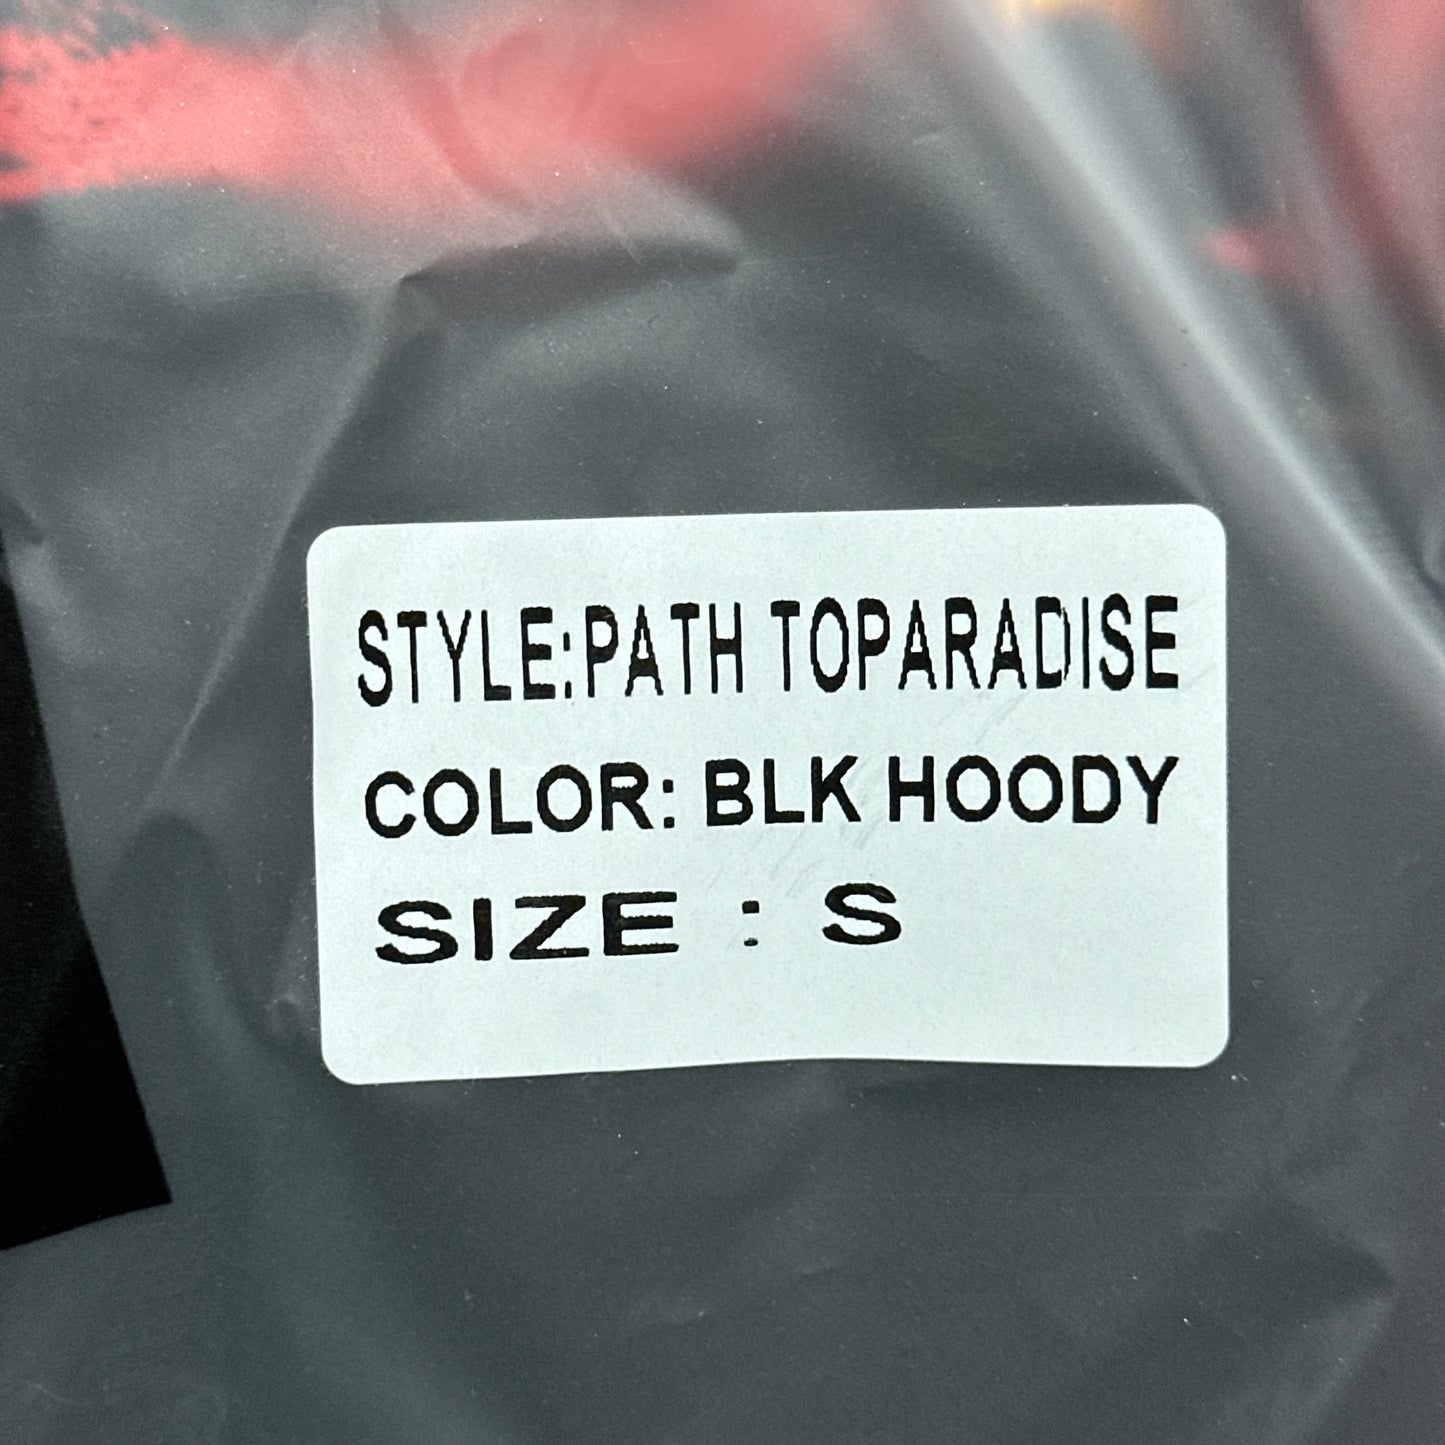 STYLE:PATH TOPARADISE
COLOR: BLK HOODY
SIZE : S